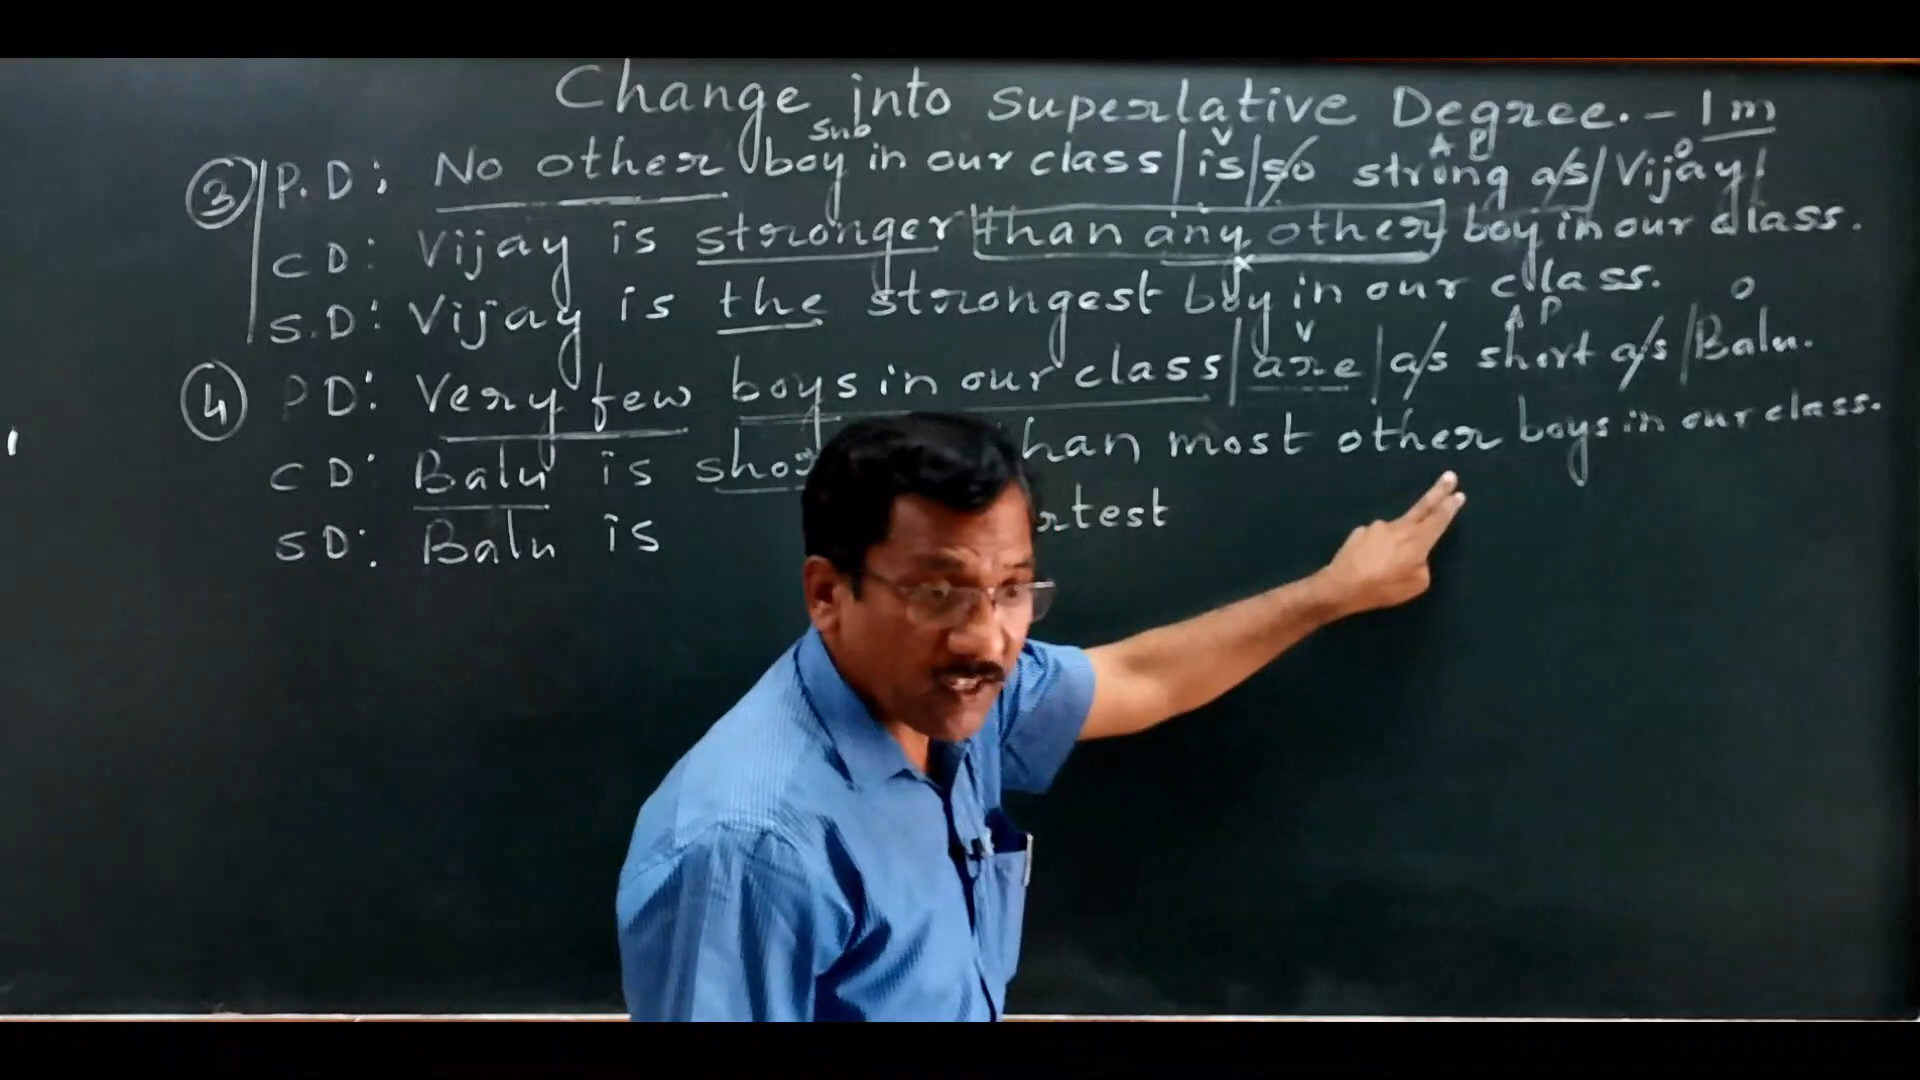 Change into Superlative Degree. - 1 m
Sub V A P O
③ P.D: No other boy in our class | is | so strong as | Vijay.
CD: Vijay is stronger than any other boy in our class.
S.D: Vijay is the strongest boy in our class.
V A P O
④ PD: Very few boys in our class | are | as short as | Balu.
CD: Balu is most other boys in our class.
SD: Balu is